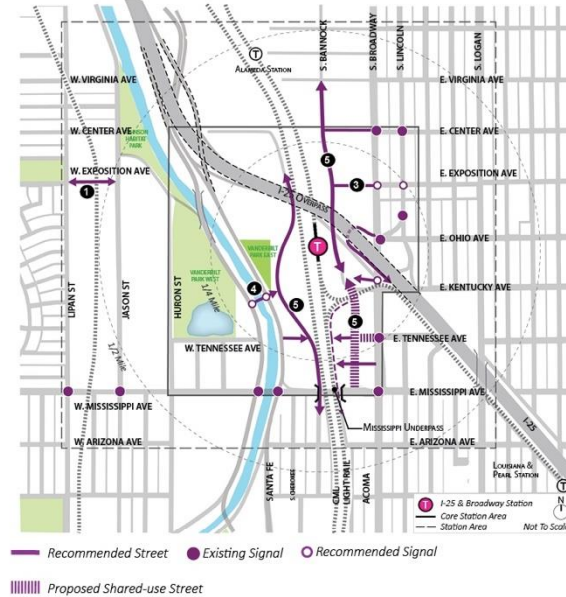 S. BANNOCK
S. BROADWAY
S. LINCOLN
S. LOGAN
T
ALAMEDA STATION
W. VIRGINIA AVE
E. VIRGINIA AVE
W. CENTER AVE
E. CENTER AVE
JOHNSON
HABITAT
PARK
W. EXPOSITION AVE
E. EXPOSITION AVE
1
5
3
I-25 OVERPASS
T
E. OHIO AVE
LIPAN ST
JASON ST
HURON ST
VANDERBILT
PARK WEST
VANDERBILT
PARK EAST
1/4 Mile
4
5
5
E. KENTUCKY AVE
1/2 Mile
W. TENNESSEE AVE
E. TENNESSEE AVE
W. MISSISSIPPI AVE
E. MISSISSIPPI AVE
MISSISSIPPI UNDERPASS
W. ARIZONA AVE
E. ARIZONA AVE
I-25
SANTA FE
S. CHEROKEE
CML
LIGHT RAIL
ACOMA
LOUISIANA &
PEARL STATION
T
T I-25 & Broadway Station
Core Station Area
Station Area
N
Not To Scale
Recommended Street
Existing Signal
Recommended Signal
Proposed Shared-use Street